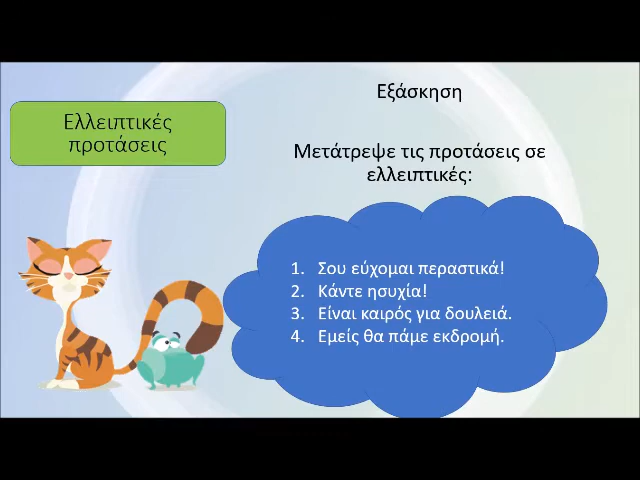 Εξάσκηση
Ελλειπτικές
προτάσεις
Μετάτρεψε τις προτάσεις σε
ελλειπτικές:
1. Σου εύχομαι περαστικά!
2. Κάντε ησυχία!
3. Είναι καιρός για δουλειά.
4. Εμείς θα πάμε εκδρομή.